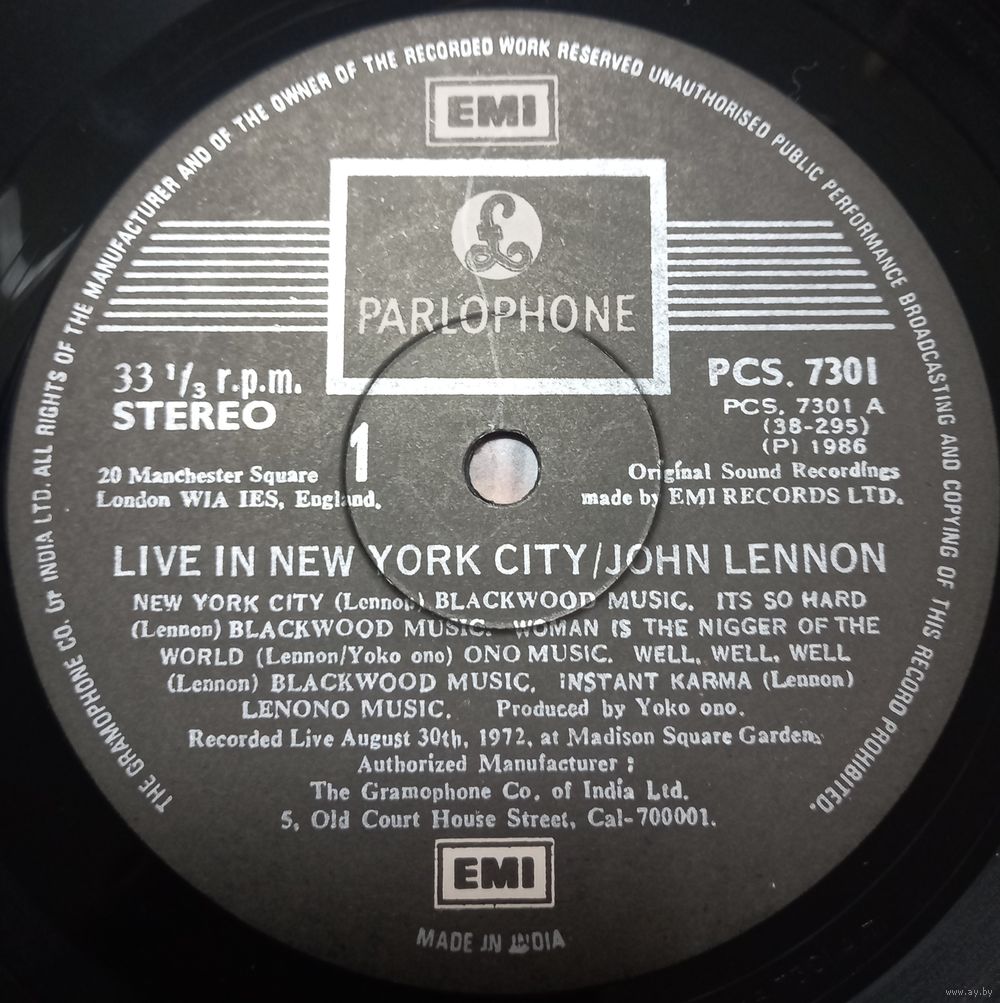 THE GRAMOPHONE CO. OF INDIA LTD. ALL RIGHTS OF THE MANUFACTURER AND OF THE OWNER OF THE RECORDED WORK RESERVED UNAUTHORISED PUBLIC PERFORMANCE BROADCASTING AND COPYING OF THIS RECORD PROHIBITED.
EMI
£
PARLOPHONE
33 1/3 r.p.m.
STEREO
1
PCS. 7301
PCS. 7301 A
(38-295)
(P) 1986
20 Manchester Square
London W1A IES, England.
Original Sound Recordings
made by EMI RECORDS LTD.
LIVE IN NEW YORK CITY/JOHN LENNON
NEW YORK CITY (Lennon) BLACKWOOD MUSIC. ITS SO HARD
(Lennon) BLACKWOOD MUSIC. WOMAN IS THE NIGGER OF THE
WORLD (Lennon/Yoko ono) ONO MUSIC. WELL, WELL, WELL
(Lennon) BLACKWOOD MUSIC. INSTANT KARMA (Lennon)
LENONO MUSIC. Produced by Yoko ono.
Recorded Live August 30th, 1972, at Madison Square Garden.
Authorized Manufacturer :
The Gramophone Co. of India Ltd.
5, Old Court House Street, Cal-700001.
EMI
MADE IN INDIA
www.ay.by